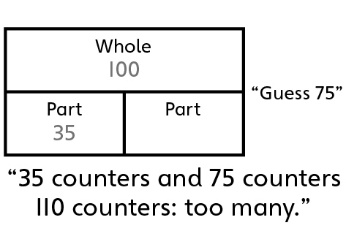 Whole
100
“Guess 75”
Part Part
35
“35 counters and 75 counters
110 counters: too many.”